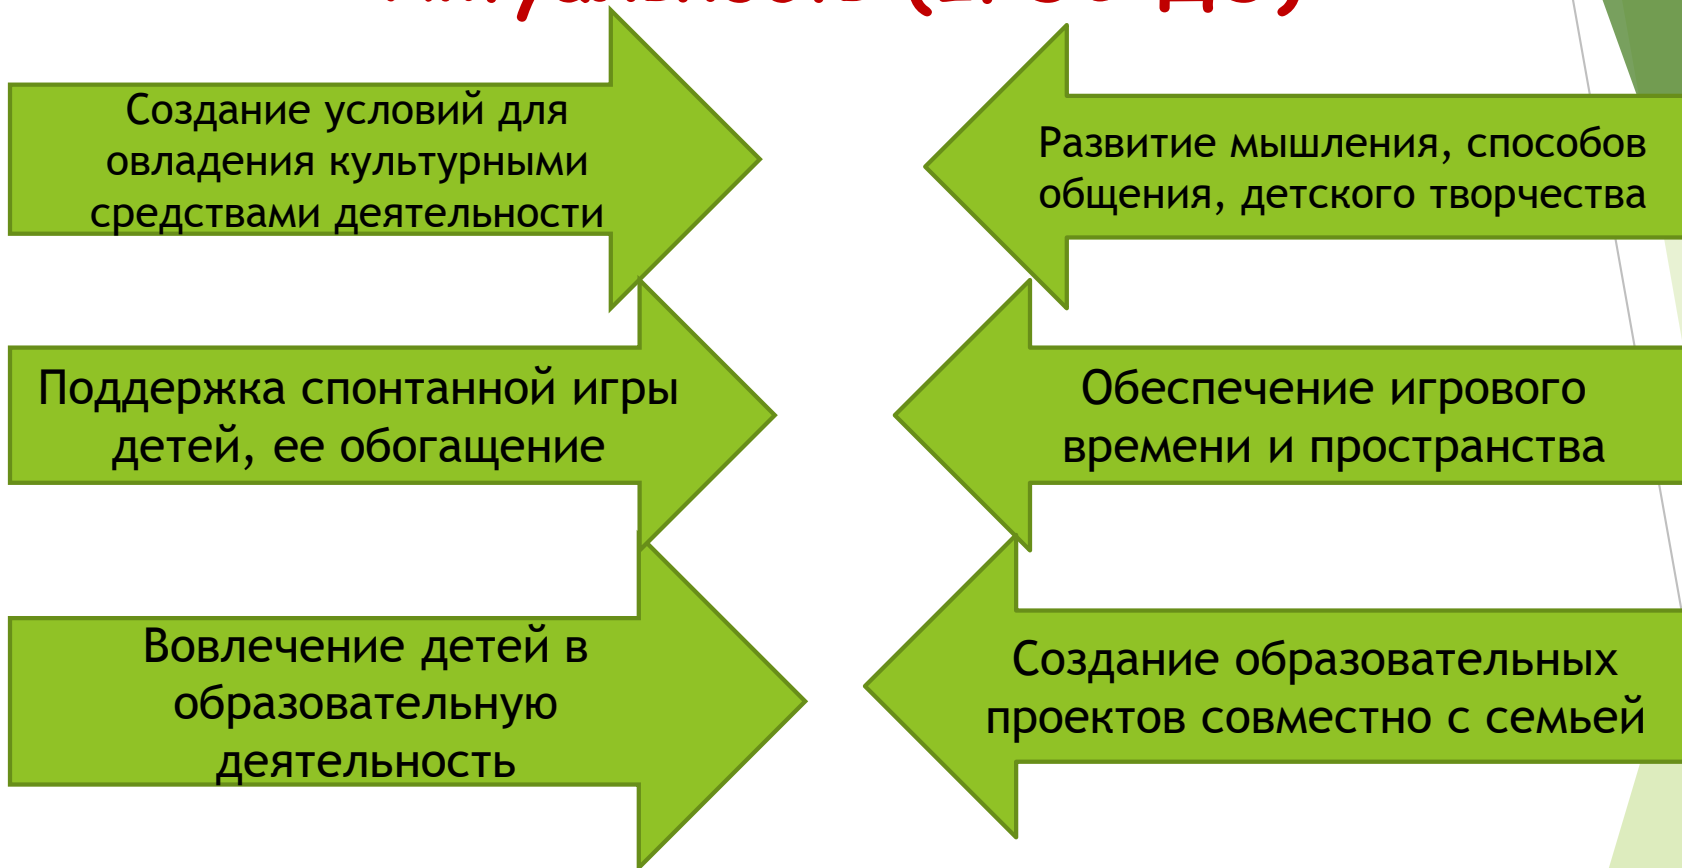 Создание условий для
овладения культурными
средствами деятельности
Развитие мышления, способов
общения, детского творчества
Поддержка спонтанной игры
детей, ее обогащение
Обеспечение игрового
времени и пространства
Вовлечение детей в
образовательную
деятельность
Создание образовательных
проектов совместно с семьей